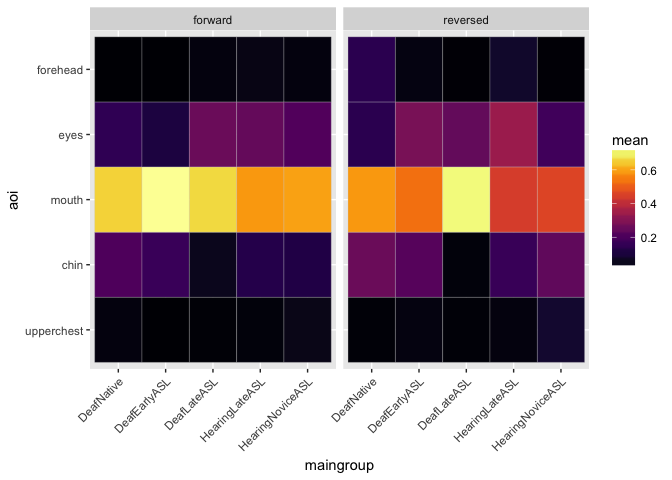 forward
reversed
forehead
eyes
mouth
chin
upperchest
aoi
DeafNative
DeafEarlyASL
DeafLateASL
HearingLateASL
HearingNoviceASL
DeafNative
DeafEarlyASL
DeafLateASL
HearingLateASL
HearingNoviceASL
maingroup
mean
0.6
0.4
0.2